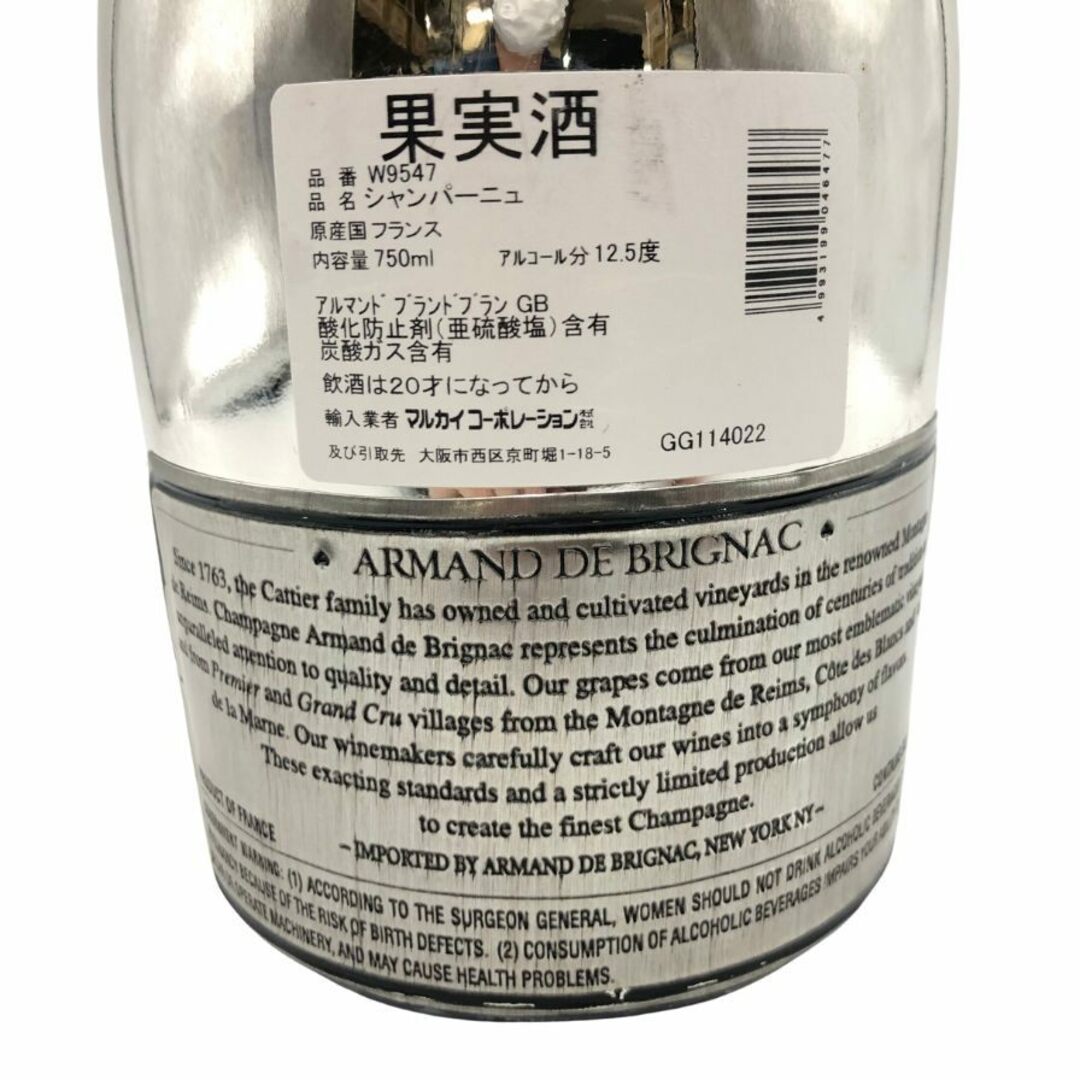 果実酒
品 番 W9547
品 名 シャンパーニュ
原産国 フランス
内容量 750ml アルコール分 12.5度
アルマンド ブランドブラン GB
酸化防止剤(亜硫酸塩)含有
炭酸ガス含有
飲酒は20才になってから
輸入業者 マルカイコーポレーション株式会社
及び引取先 大阪市西区京町堀1-18-5
GG114022
4993199046477
♠ ARMAND DE BRIGNAC ♠
Since 1763, the Cattier family has owned and cultivated vineyards in the renowned
de Reims. Champagne Armand de Brignac represents the culmination of centuries of
unparalleled attention to quality and detail. Our grapes come from our most emblematic
from Premier and Grand Cru villages from the Montagne de Reims, Côte des Blancs
de la Marne. Our winemakers carefully craft our wines into a symphony of flavors.
These exacting standards and a strictly limited production allow us
to create the finest Champagne.
PRODUCT OF FRANCE
–IMPORTED BY ARMAND DE BRIGNAC, NEW YORK NY–
WARNING: (1) ACCORDING TO THE SURGEON GENERAL, WOMEN SHOULD NOT DRINK ALCOHOLIC
BECAUSE OF THE RISK OF BIRTH DEFECTS. (2) CONSUMPTION OF ALCOHOLIC BEVERAGES IMPAIRS YOUR
OPERATE MACHINERY, AND MAY CAUSE HEALTH PROBLEMS.